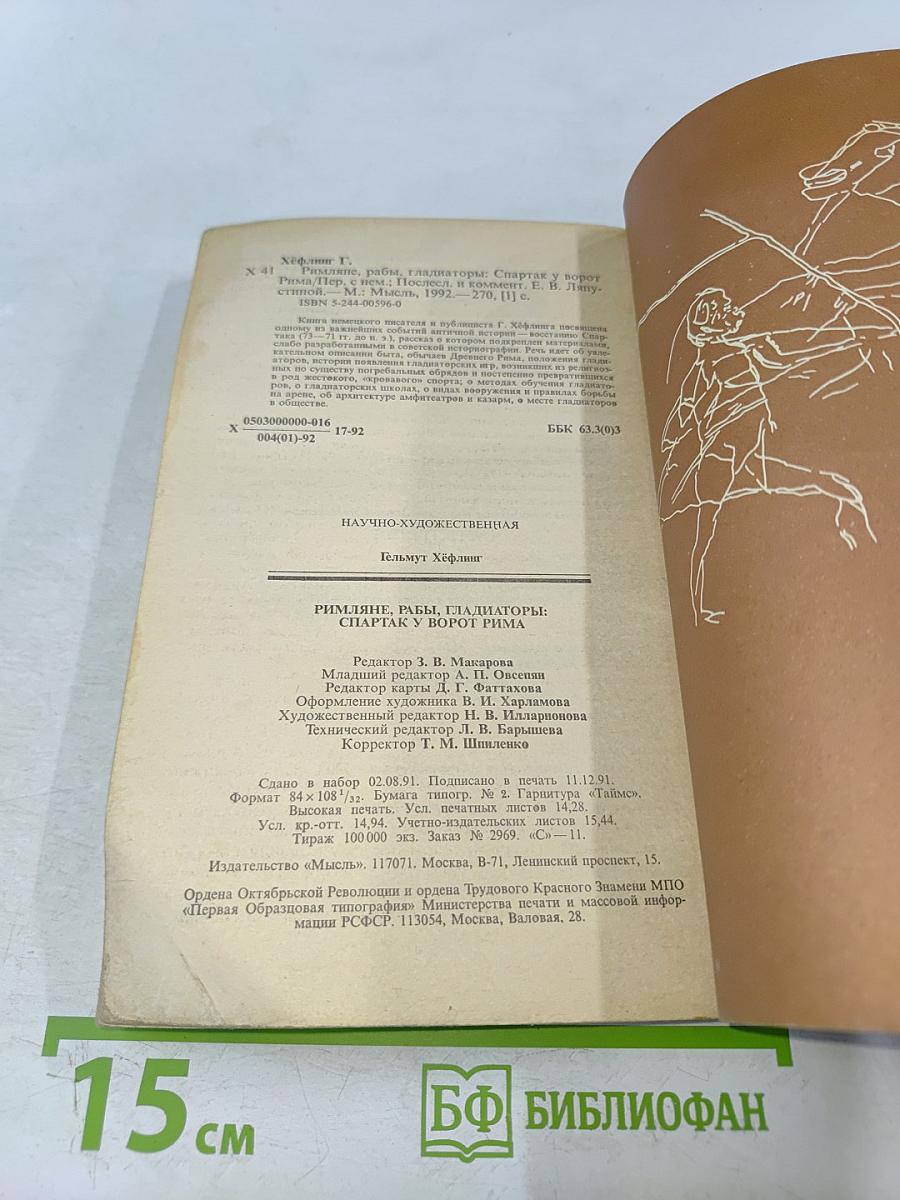 Хёфлинг Г.
Х 41 Римляне, рабы, гладиаторы: Спартак у ворот
Рима/Пер. с нем.; Послесл. и коммент. Е. В. Ляпу-
стиной.— М.: Мысль, 1992.— 270, [1] с.
ISBN 5-244-00596-0
Книга немецкого писателя и публициста Г. Хёфлинга посвящена
одному из важнейших событий античной истории — восстанию Спар-
така (73—71 гг. до н. э.), рассказ о котором подкреплен материалами,
слабо разработанными в советской историографии. Речь идет об увле-
кательном описании быта, обычаев Древнего Рима, положения гладиа-
торов, истории появления гладиаторских игр, возникших из религиоз-
ных по существу погребальных обрядов и постепенно превратившихся
в род жестокого, «кровавого» спорта; о методах обучения гладиато-
ров, о гладиаторских школах, о видах вооружения и правилах борьбы
на арене, об архитектуре амфитеатров и казарм, о месте гладиаторов
в обществе.
Х 0503000000-016
004(01)-92 17-92 ББК 63.3(0)3
НАУЧНО-ХУДОЖЕСТВЕННАЯ
Гельмут Хёфлинг
РИМЛЯНЕ, РАБЫ, ГЛАДИАТОРЫ:
СПАРТАК У ВОРОТ РИМА
Редактор З. В. Макарова
Младший редактор А. П. Овсепян
Редактор карты Д. Г. Фаттахова
Оформление художника В. И. Харламова
Художественный редактор Н. В. Илларионова
Технический редактор Л. В. Барышева
Корректор Т. М. Шпиленко
Сдано в набор 02.08.91. Подписано в печать 11.12.91.
Формат 84×108 1/32. Бумага типогр. № 2. Гарнитура «Таймс».
Высокая печать. Усл. печатных листов 14,28.
Усл. кр.-отт. 14,94. Учетно-издательских листов 15,44.
Тираж 100 000 экз. Заказ № 2969. «С»—11.
Издательство «Мысль». 117071. Москва, В-71, Ленинский проспект, 15.
Ордена Октябрьской Революции и ордена Трудового Красного Знамени МПО
«Первая Образцовая типография» Министерства печати и массовой инфор-
мации РСФСР. 113054, Москва, Валовая, 28.
15 см
БФ БИБЛИОФАН